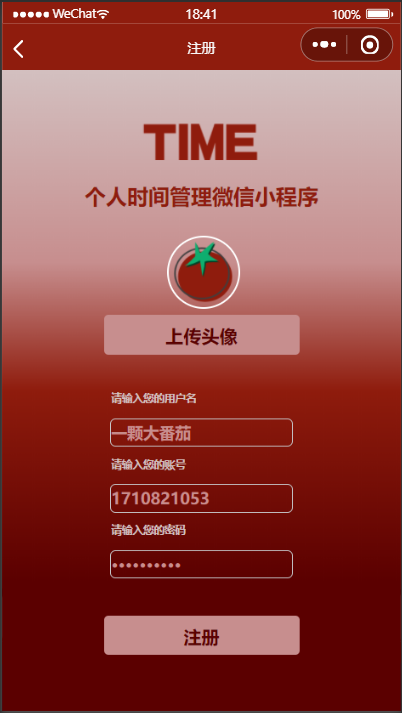 WeChat 18:41 100%
注册
TIME
个人时间管理微信小程序
上传头像
请输入您的用户名
一颗大番茄
请输入您的账号
1710821053
请输入您的密码
••••••••••
注册